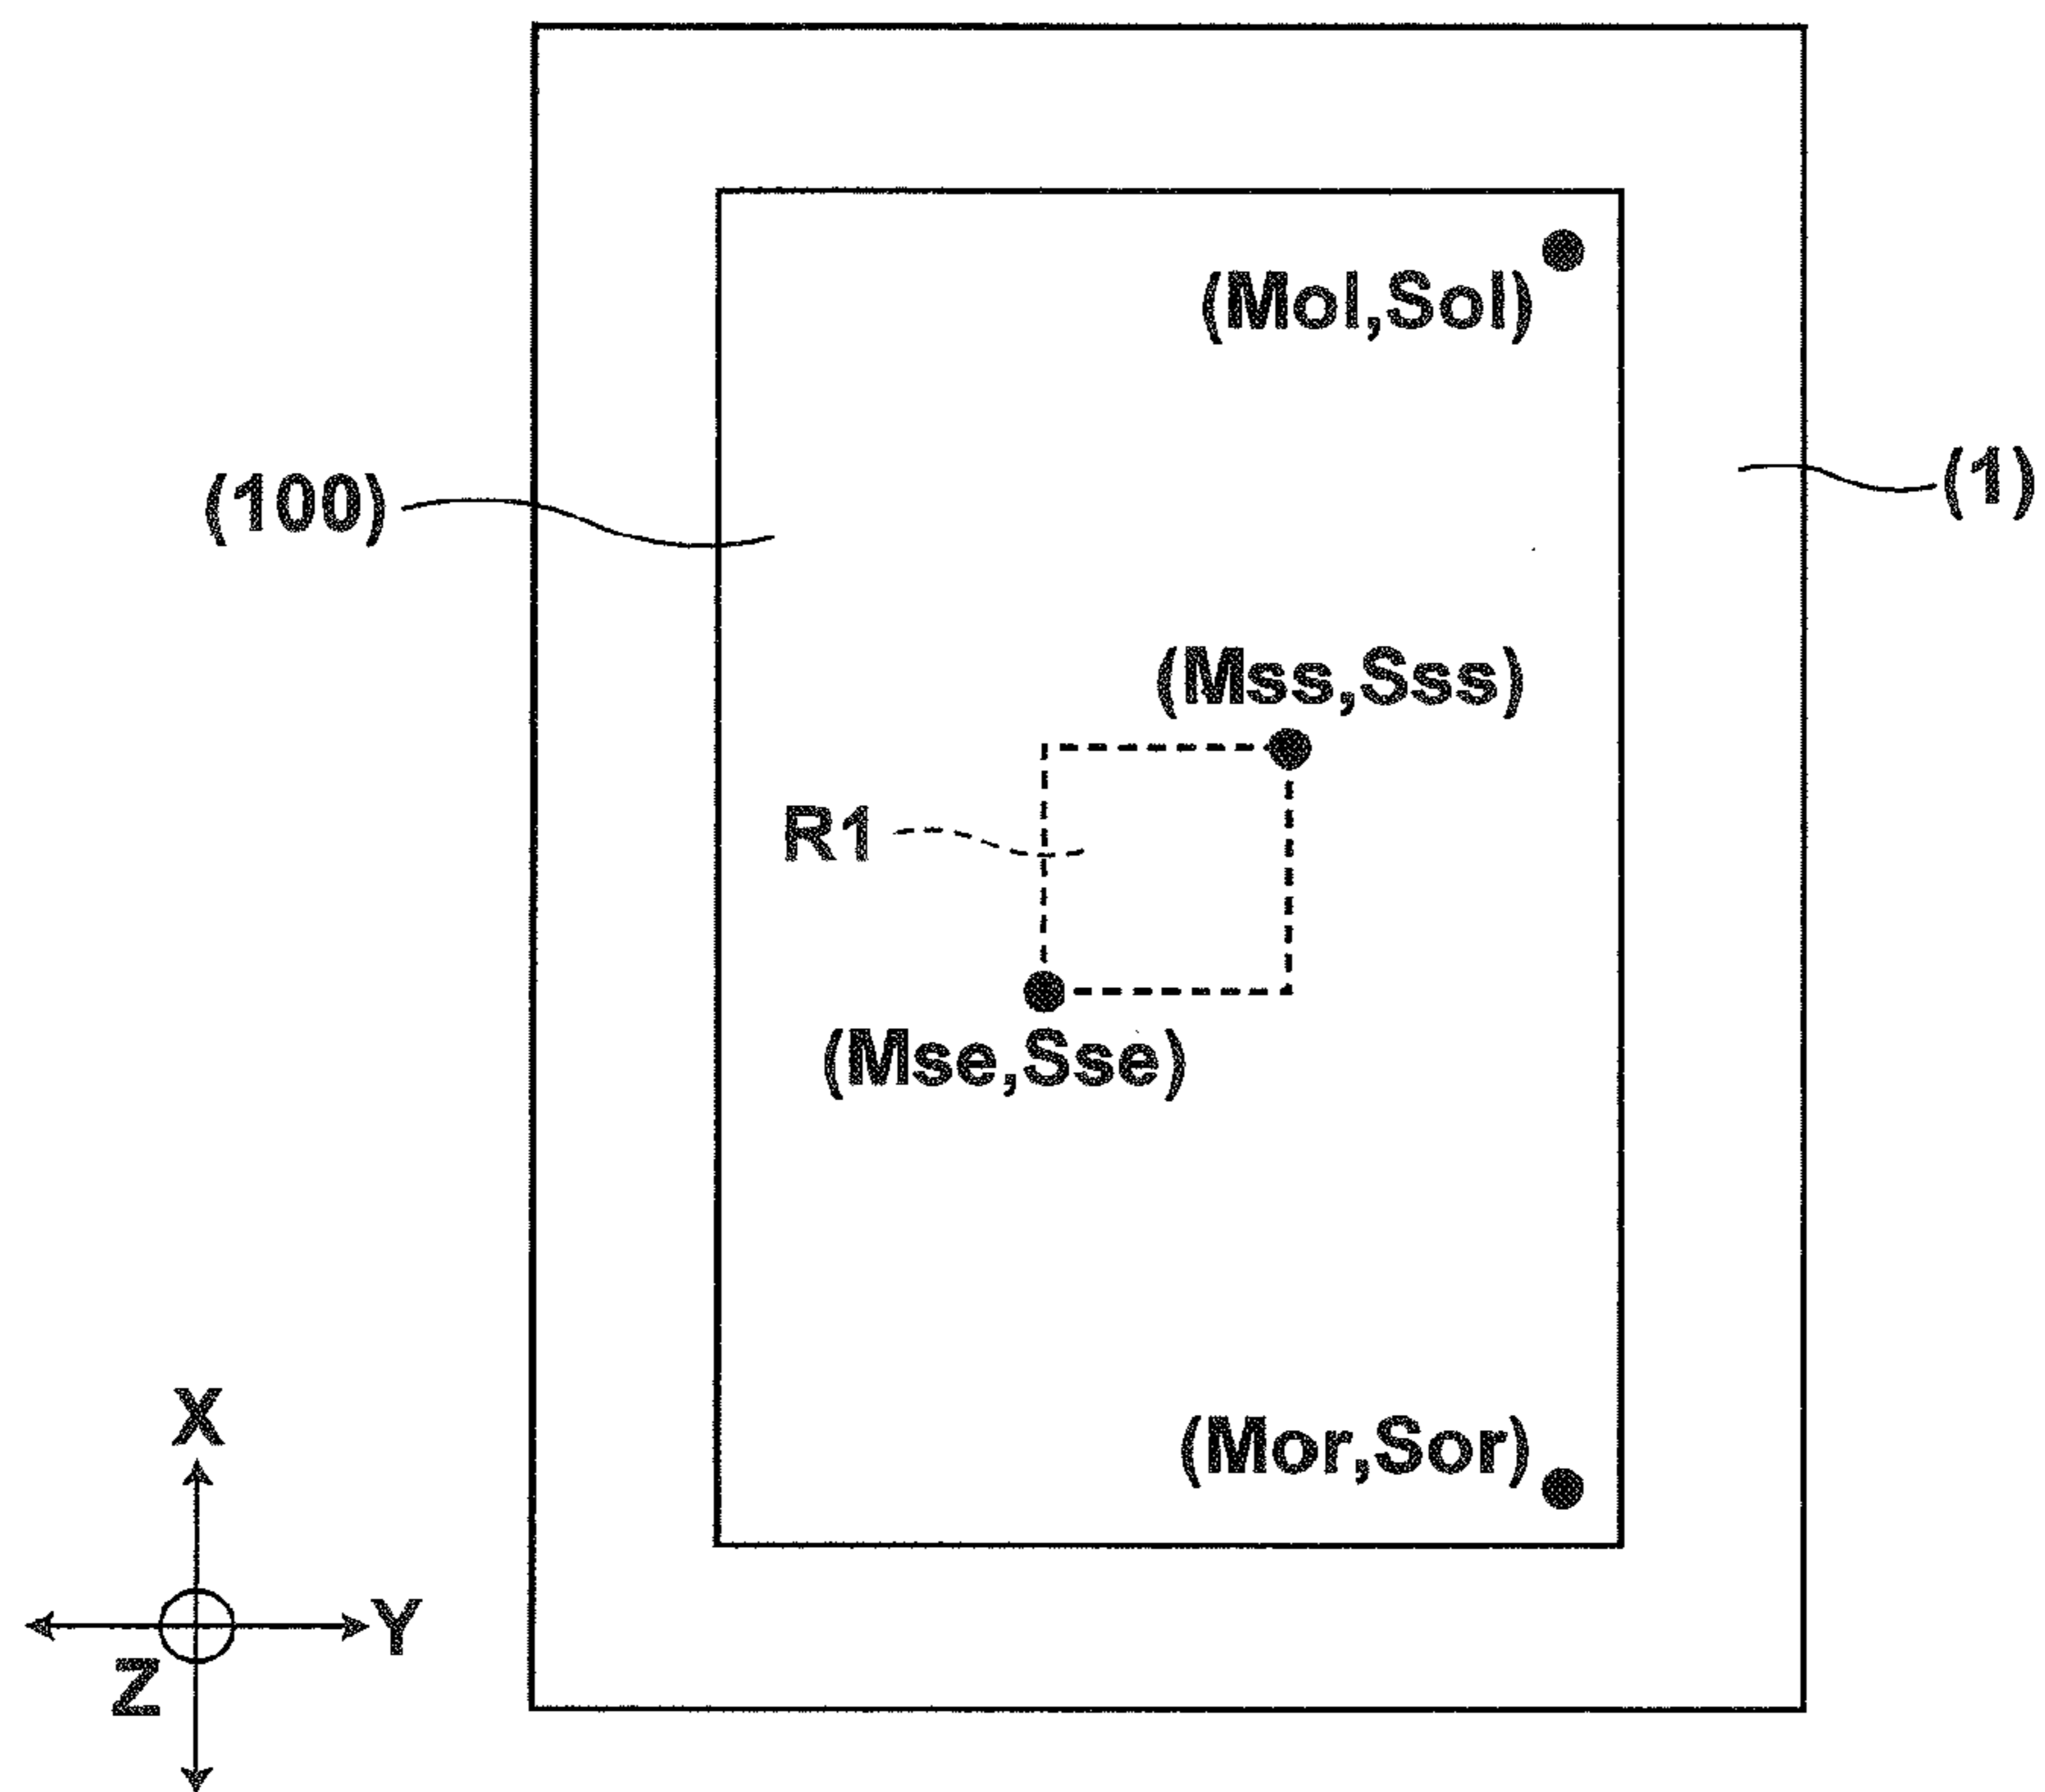 (Mol,Sol)
(100)
(1)
(Mss,Sss)
R1
(Mse,Sse)
(Mor,Sor)
X
Y
Z